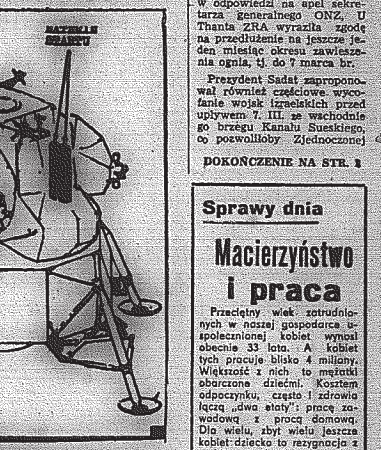 MATERIAŁ
STARTU
w odpowiedzi na apel sekre-
tarza generalnego ONZ, U
Thanta ZRA wyraziła zgodę
na przedłużenie na jeszcze je-
den miesiąc okresu zawiesze-
nia ognia, tj. do 7 marca br.
Prezydent Sadat zapropono-
wał również częściowe wyco-
fanie wojsk izraelskich przed
upływem 7. III. ze wschodnie
go brzegu Kanału Sueskiego,
co pozwoliłoby Zjednoczonej
DOKOŃCZENIE NA STR. 2
Sprawy dnia
Macierzyństwo
i praca
Przeciętny wiek zatrudnio-
nych w naszej gospodarce u-
społecznionej kobiet wynosi
obecnie 33 lata. A kobiet
tych pracuje blisko 4 miliony.
Większość z nich to mężatki
obarczone dziećmi. Kosztem
odpoczynku, często i zdrowia
łączą „dwa etaty": pracę za-
wodową z pracą domową.
Dla wielu, zbyt wielu jeszcze
kobiet dziecko to rezygnacja z